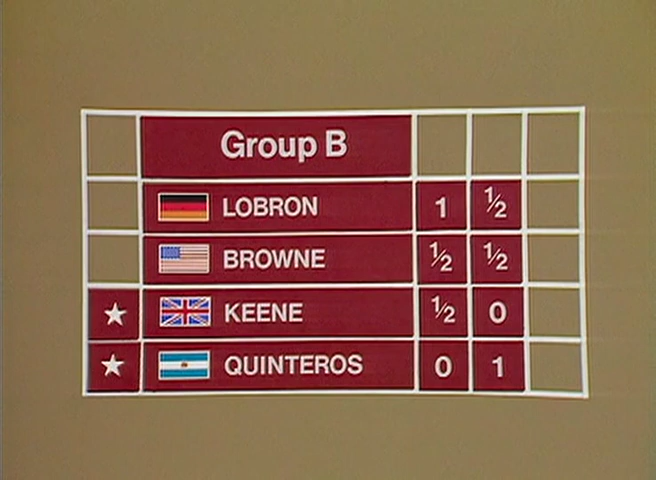 Group B
LOBRON 1 ½
BROWNE ½ ½
★ KEENE ½ 0
★ QUINTEROS 0 1